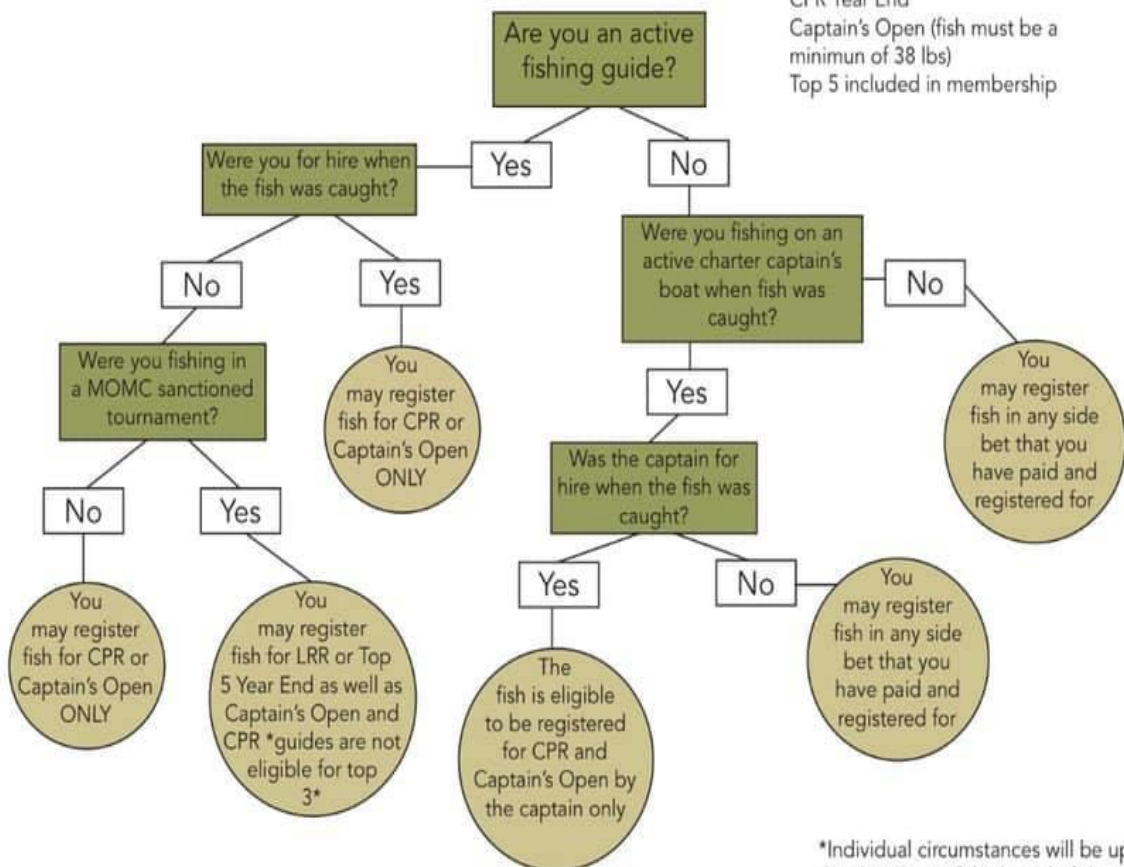 CPR Year End
Captain's Open (fish must be a
minimun of 38 lbs)
Top 5 included in membership
Are you an active
fishing guide?
Yes
No
Were you for hire when
the fish was caught?
No
Yes
Were you fishing on an
active charter captain's
boat when fish was
caught?
No
Yes
Were you fishing in
a MOMC sanctioned
tournament?
You
may register
fish for CPR or
Captain's Open
ONLY
You
may register
fish in any side
bet that you
have paid and
registered for
Was the captain for
hire when the fish was
caught?
No
Yes
Yes
No
You
may register
fish for CPR or
Captain's Open
ONLY
You
may register
fish for LRR or Top
5 Year End as well as
Captain's Open and
CPR *guides are not
eligible for top
3*
The
fish is eligible
to be registered
for CPR and
Captain's Open by
the captain only
You
may register
fish in any side
bet that you
have paid and
registered for
*Individual circumstances will be up